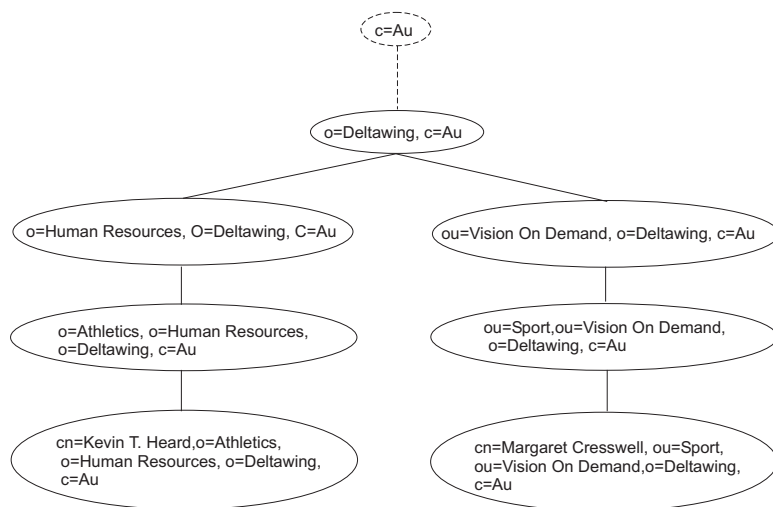 c=Au
o=Deltawing, c=Au
o=Human Resources, O=Deltawing, C=Au
ou=Vision On Demand, o=Deltawing, c=Au
o=Athletics, o=Human Resources,
o=Deltawing, c=Au
ou=Sport,ou=Vision On Demand,
o=Deltawing, c=Au
cn=Kevin T. Heard,o=Athletics,
o=Human Resources, o=Deltawing,
c=Au
cn=Margaret Cresswell, ou=Sport,
ou=Vision On Demand,o=Deltawing,
c=Au